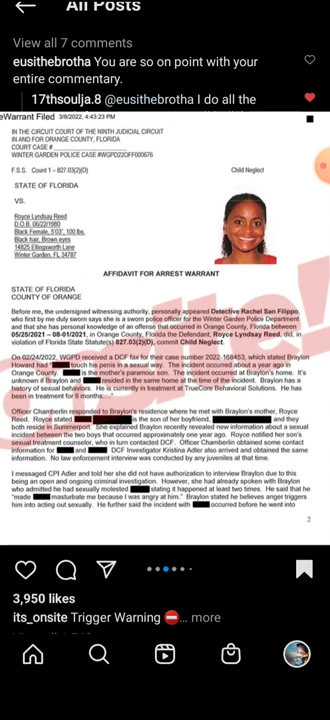 All Posts
View all 7 comments
eusithebrotha You are so on point with your
entire commentary.
17thsoulja.8 @eusithebrotha I do all the
eWarrant Filed 3/8/2022, 4:43:23 PM
IN THE CIRCUIT COURT OF THE NINTH JUDICIAL CIRCUIT
IN AND FOR ORANGE COUNTY, FLORIDA
COURT CASE #
WINTER GARDEN POLICE CASE #WGPD22OFF000676
F.S.S. Count 1 – 827.03(2)(D) Child Neglect
STATE OF FLORIDA
VS.
Royce Lyndsay Reed
D.O.B. 06/22/1980
Black Female, 5'03', 100 lbs.
Black hair, Brown eyes
14925 Ellingsworth Lane
Winter Garden, FL 34787
AFFIDAVIT FOR ARREST WARRANT
STATE OF FLORIDA
COUNTY OF ORANGE
Before me, the undersigned witnessing authority, personally appeared Detective Rachel San Filippo,
who first by me duly sworn says she is a sworn police officer for the Winter Garden Police Department
and that she has personal knowledge of an offense that occurred in Orange County, Florida between
05/25/2021 – 08/01/2021, in Orange County, Florida the Defendant, Royce Lyndsay Reed, did, in
violation of Florida State Statute(s) 827.03(2)(D), commit Child Neglect.
On 02/24/2022, WGPD received a DCF fax for their case number 2022-168453, which stated Braylon
Howard had " touch his penis in a sexual way. The incident occurred about a year ago in
Orange County. is the mother's paramour son. The incident occurred at Braylon's home. It's
unknown if Braylon and resided in the same home at the time of the incident. Braylon has a
history of sexual behaviors. He is currently in treatment at TrueCore Behavioral Solutions. He has
been in treatment for 8 months."
Officer Chamberlin responded to Braylon's residence where he met with Braylon's mother, Royce
Reed. Royce stated is the son of her boyfriend, and they
both reside in Summerport. She explained Braylon recently revealed new information about a sexual
incident between the two boys that occurred approximately one year ago. Royce notified her son's
sexual treatment counselor, who in turn contacted DCF. Officer Chamberlin obtained some contact
information for and DCF Investigator Kristina Adler also arrived and obtained the same
information. No law enforcement interview was conducted by any juveniles at that time.
I messaged CPI Adler and told her she did not have authorization to interview Braylon due to this
being an open and ongoing criminal investigation. However, she had already spoken with Braylon
who admitted he had sexually molested stating it happened at least two times. He said that he
"made masturbate me because I was angry at him." Braylon stated he believes anger triggers
him into acting out sexually. He further said the incident with occurred before he went into
2
3,950 likes
its_onsite Trigger Warning ⛔... more